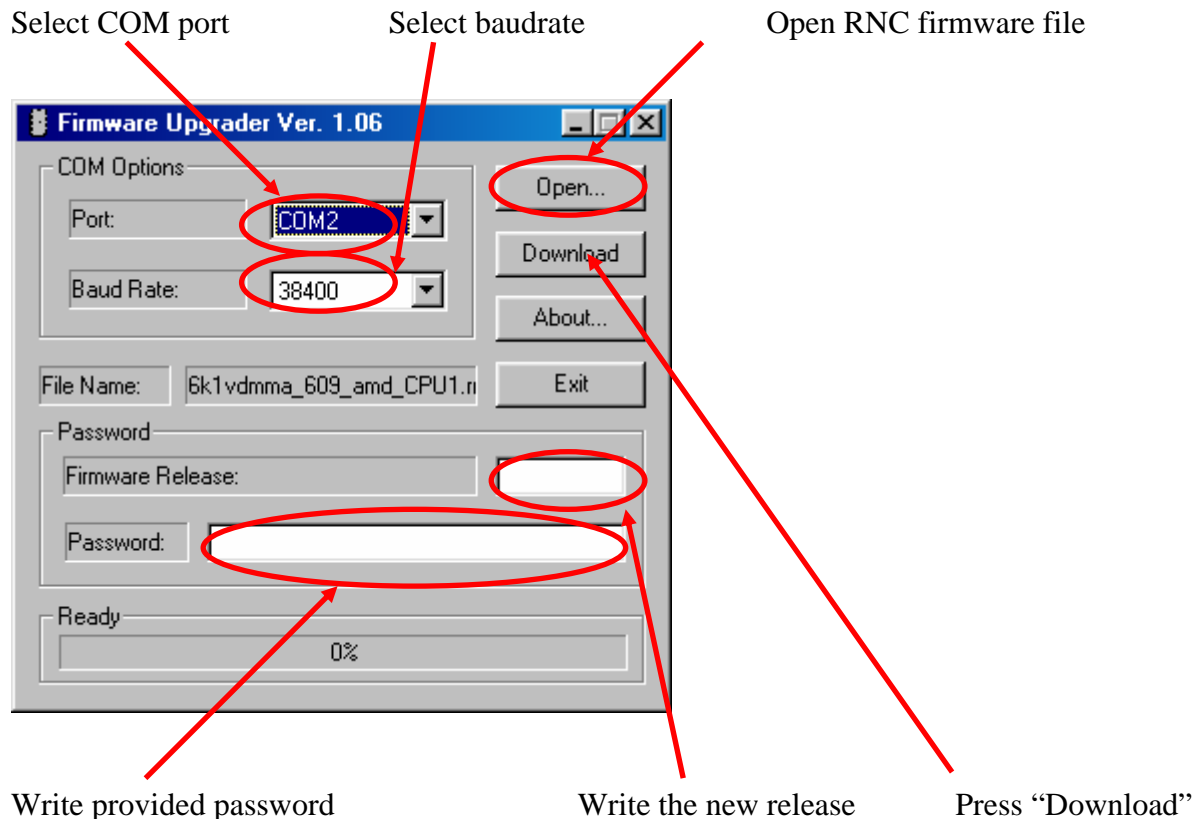 Select COM port Select baudrate Open RNC firmware file
Firmware Upgrader Ver. 1.06
COM Options
Port: COM2
Baud Rate: 38400
Open...
Download
About...
Exit
File Name: 6k1vdmma_609_amd_CPU1.r
Password
Firmware Release:
Password:
Ready
0%
Write provided password Write the new release Press “Download”